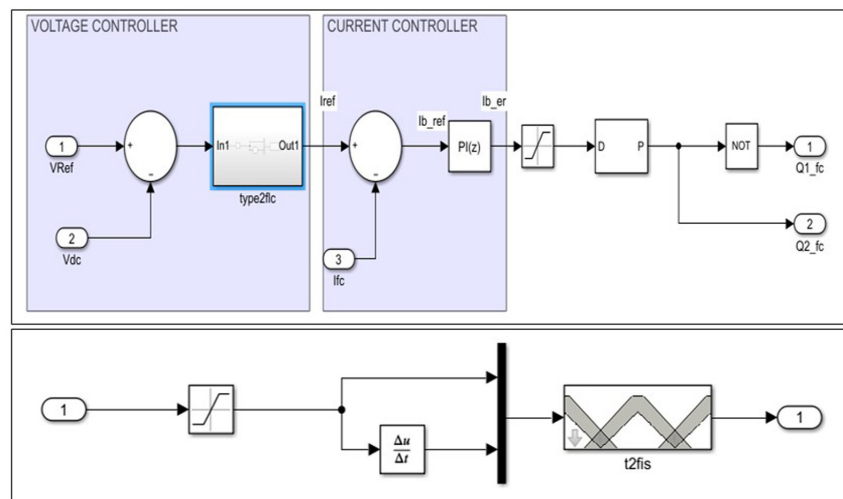 VOLTAGE CONTROLLER
CURRENT CONTROLLER
Iref
Ib_ref
Ib_er
1
VRef
+
−
In1
Out1
type2flc
+
−
PI(z)
D
P
NOT
1
Q1_fc
2
Vdc
3
Ifc
2
Q2_fc
1
Δu
Δt
t2fis
1